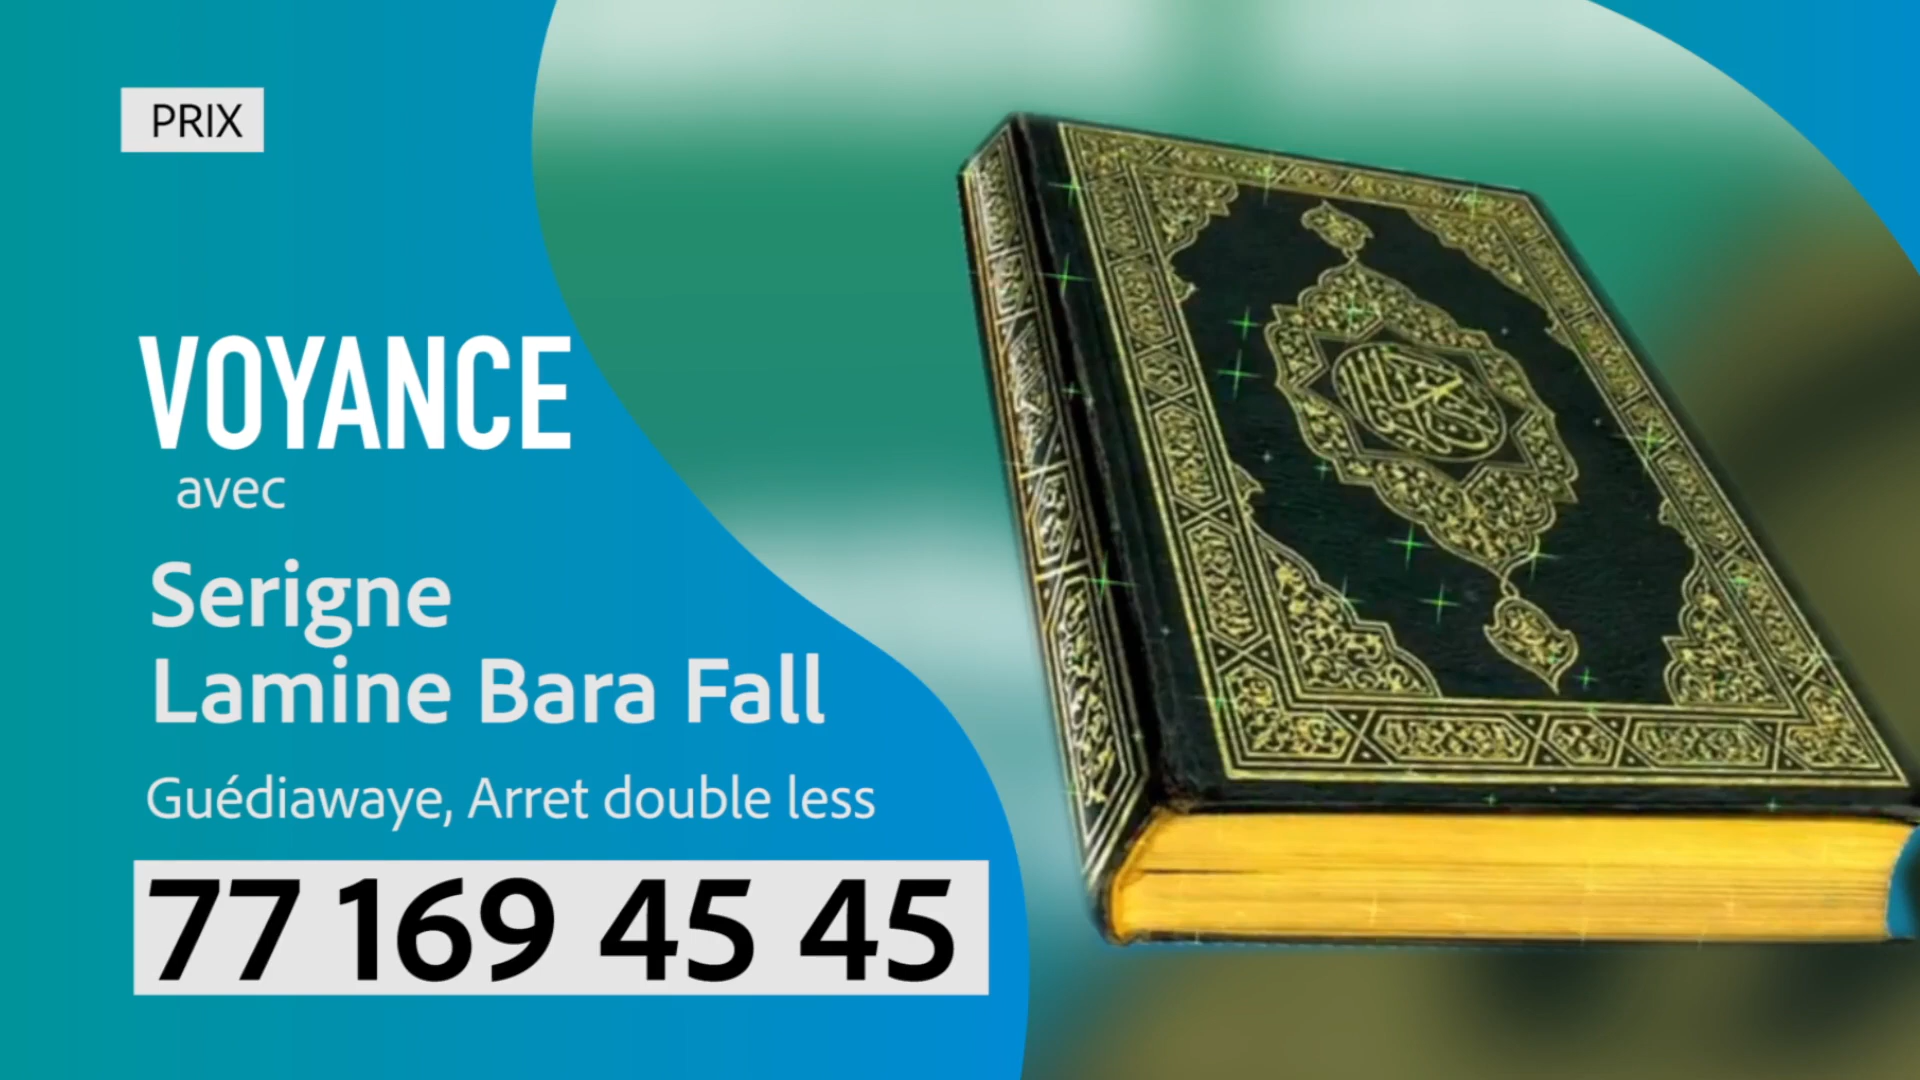 PRIX
VOYANCE
avec
Serigne
Lamine Bara Fall
Guédiawaye, Arret double less
77 169 45 45